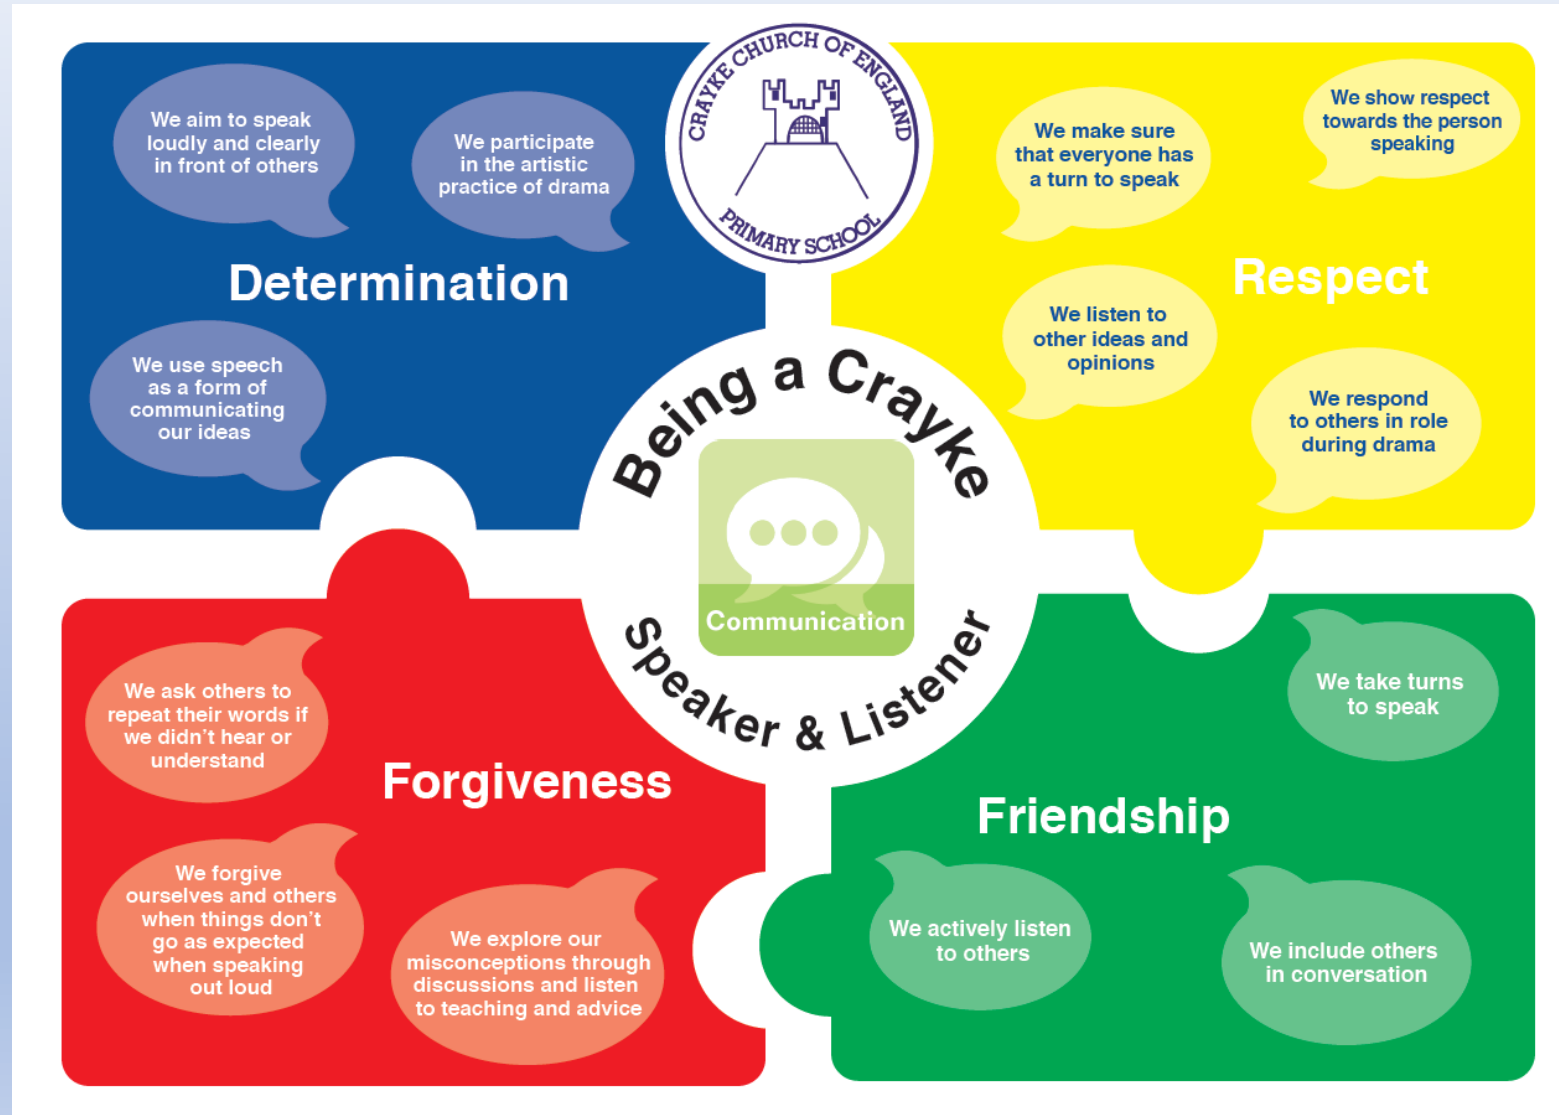 CRAYKE CHURCH OF ENGLAND
PRIMARY SCHOOL
We aim to speak
loudly and clearly
in front of others
We participate
in the artistic
practice of drama
Determination
We use speech
as a form of
communicating
our ideas
We make sure
that everyone has
a turn to speak
We show respect
towards the person
speaking
Respect
We listen to
other ideas and
opinions
We respond
to others in role
during drama
Being a Crayke
Communication
Speaker & Listener
We ask others to
repeat their words if
we didn't hear or
understand
Forgiveness
We forgive
ourselves and others
when things don't
go as expected
when speaking
out loud
We explore our
misconceptions through
discussions and listen
to teaching and advice
We take turns
to speak
Friendship
We actively listen
to others
We include others
in conversation